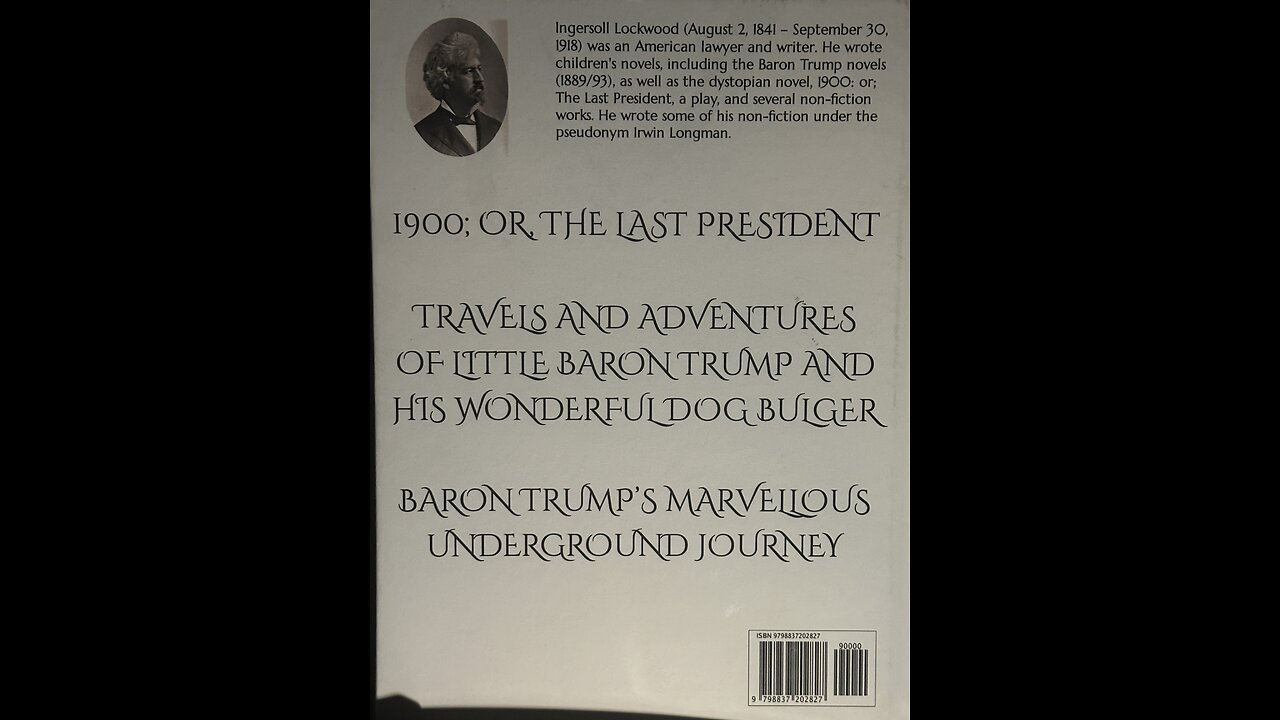 Ingersoll Lockwood (August 2, 1841 – September 30,
1918) was an American lawyer and writer. He wrote
children's novels, including the Baron Trump novels
(1889/93), as well as the dystopian novel, 1900: or;
The Last President, a play, and several non-fiction
works. He wrote some of his non-fiction under the
pseudonym Irwin Longman.
1900; OR, THE LAST PRESIDENT
TRAVELS AND ADVENTURES
OF LITTLE BARON TRUMP AND
HIS WONDERFUL DOG BULGER
BARON TRUMP'S MARVELLOUS
UNDERGROUND JOURNEY
ISBN 9798837202827
90000
9 798837 202827